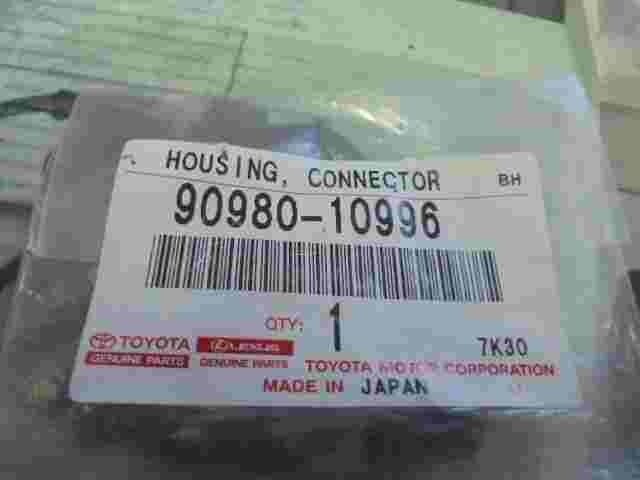 HOUSING, CONNECTOR BH
90980-10996
QTY: 1 7K30
TOYOTA LEXUS
GENUINE PARTS GENUINE PARTS TOYOTA MOTOR CORPORATION
MADE IN JAPAN